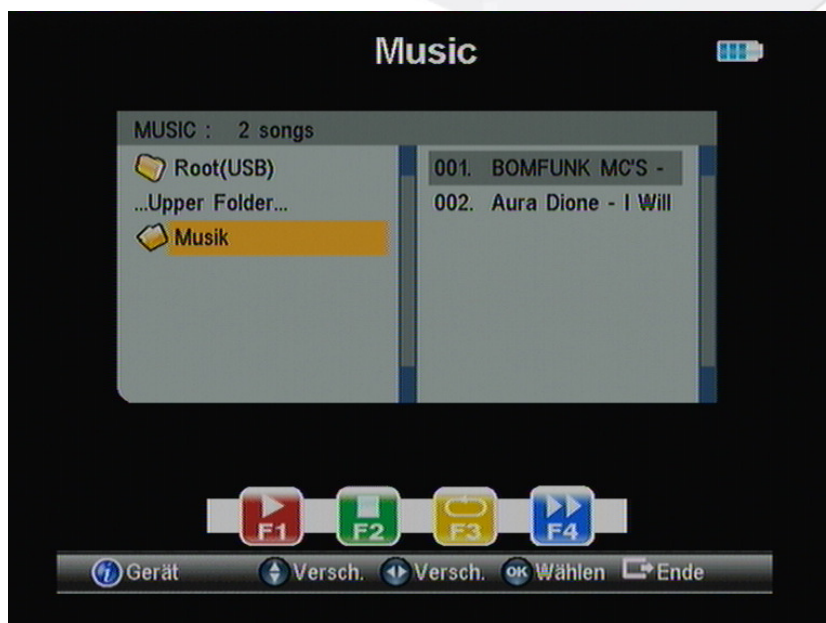 Music
MUSIC : 2 songs
Root(USB)
...Upper Folder...
Musik
001. BOMFUNK MC'S -
002. Aura Dione - I Will
F1 F2 F3 F4
i Gerät Versch. Versch. OK Wählen Ende